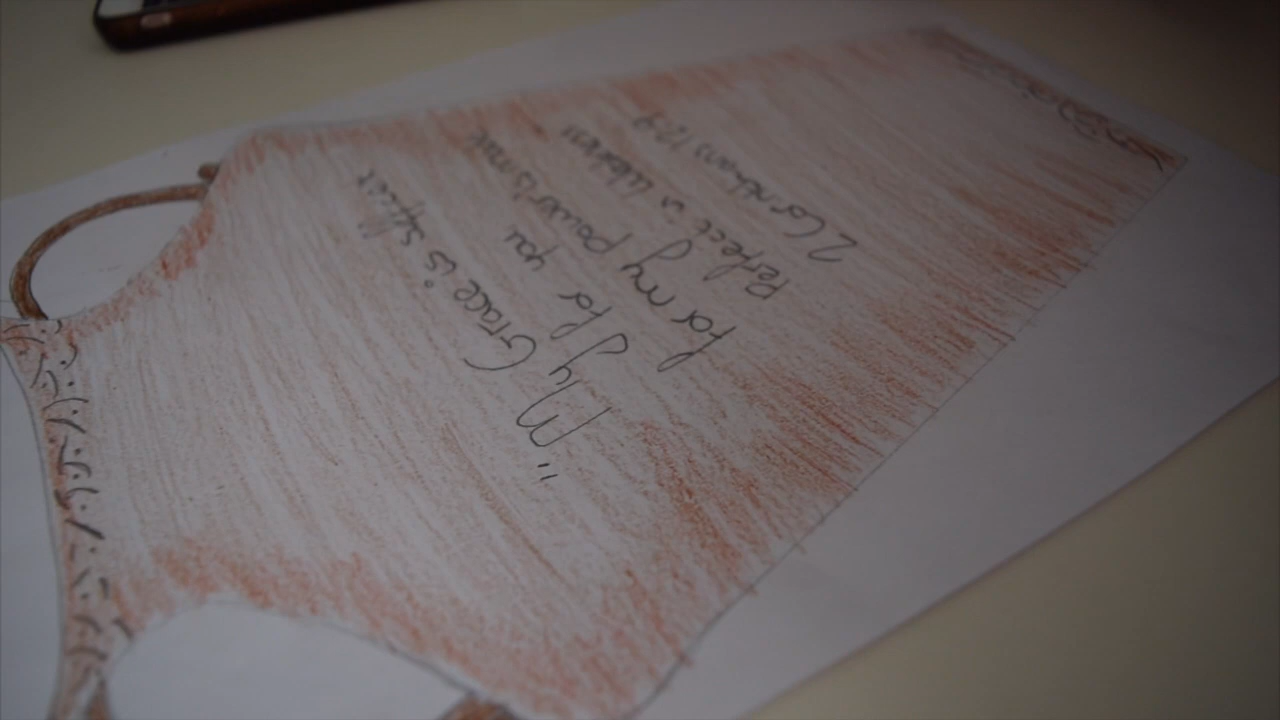 "My Grace is sufficient
for you
for my power is made
Perfect in weakness"
2 Corinthians 12:9